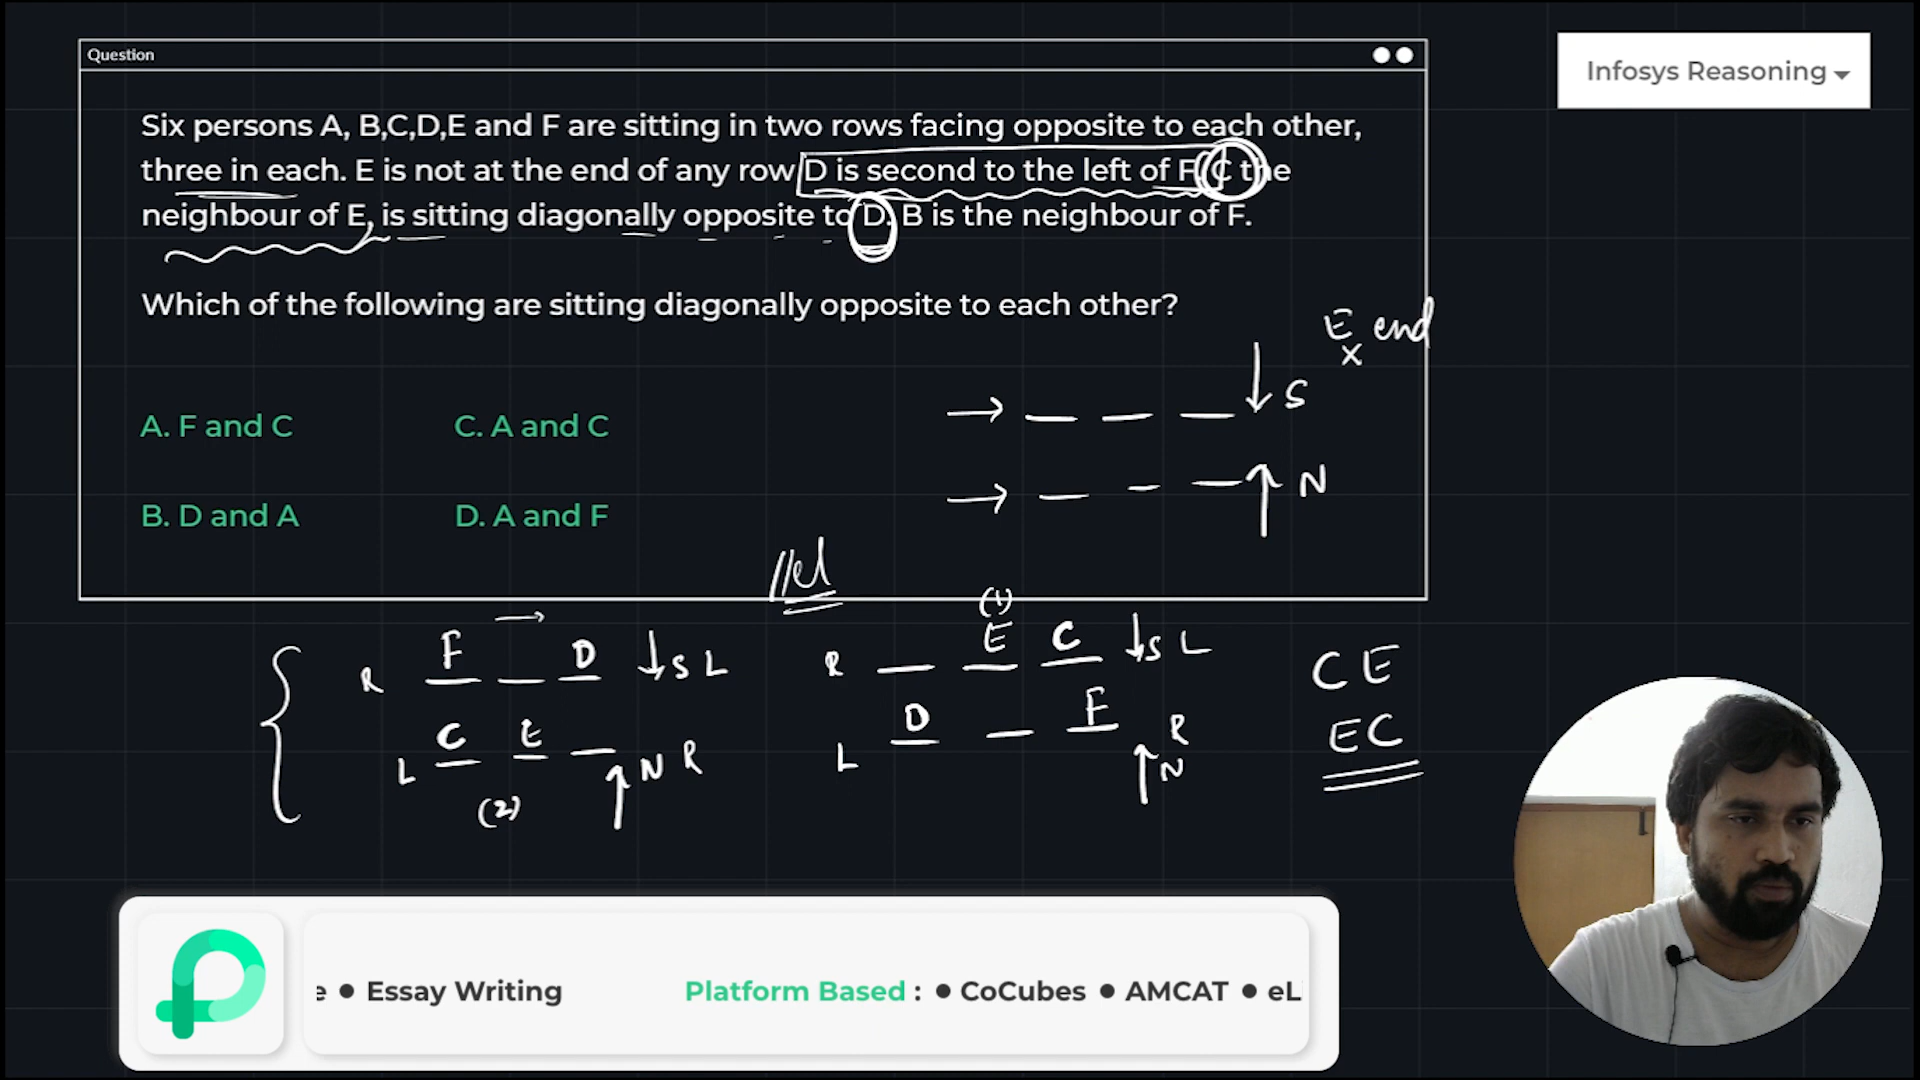 Question
Infosys Reasoning
Six persons A, B,C,D,E and F are sitting in two rows facing opposite to each other,
three in each. E is not at the end of any row D is second to the left of F. C the
neighbour of E, is sitting diagonally opposite to D. B is the neighbour of F.
Which of the following are sitting diagonally opposite to each other?
E end
x
A. F and C
C. A and C
→ _ _ _ ↓ S
B. D and A
D. A and F
→ _ _ _ ↑ N
//el
→
(1)
R F _ D ↓S L
R _ E C ↓S L
C E
L C E _ ↑N R
L D _ F ↑N R
E C
(2)
e ● Essay Writing
Platform Based : ● CoCubes ● AMCAT ● eL